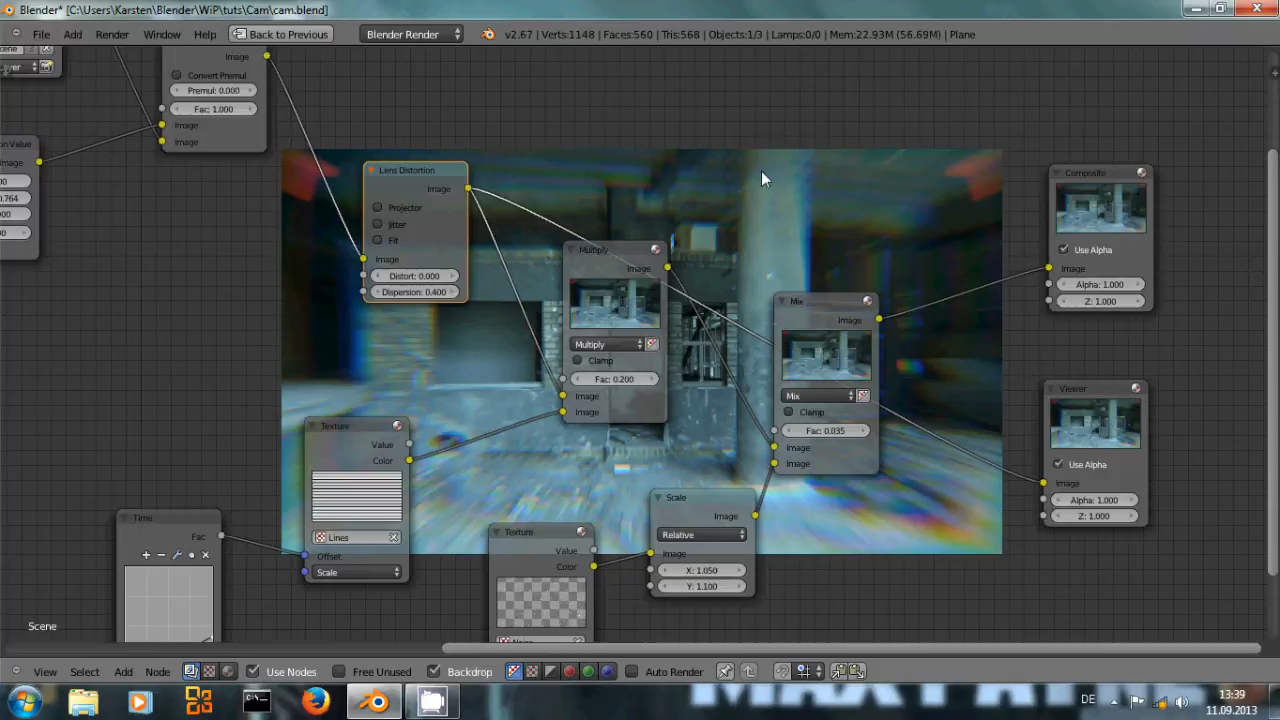 Blender* [C:\Users\Karsten\Blender\WiP\tuts\Cam\cam.blend]
File Add Render Window Help Back to Previous Blender Render v2.67 | Verts:1148 | Faces:560 | Tris:568 | Objects:1/3 | Lamps:0/0 | Mem:22.93M (56.69M) | Plane
Image
Convert Premul
Premul: 0.000
Fac: 1.000
Image
Image
on Value
Image
0.764
Lens Distortion
Image
Projector
Jitter
Fit
Image
Distort: 0.000
Dispersion: 0.400
Multiply
Image
Multiply
Clamp
Fac: 0.200
Image
Image
Mix
Image
Mix
Clamp
Fac: 0.035
Image
Image
Composite
Use Alpha
Image
Alpha: 1.000
Z: 1.000
Viewer
Use Alpha
Image
Alpha: 1.000
Z: 1.000
Texture
Value
Color
Lines
Offset
Scale
Time
Fac
Texture
Value
Color
Scale
Image
Relative
Image
X: 1.050
Y: 1.100
Scene
View Select Add Node Use Nodes Free Unused Backdrop Auto Render
DE
13:39
11.09.2013